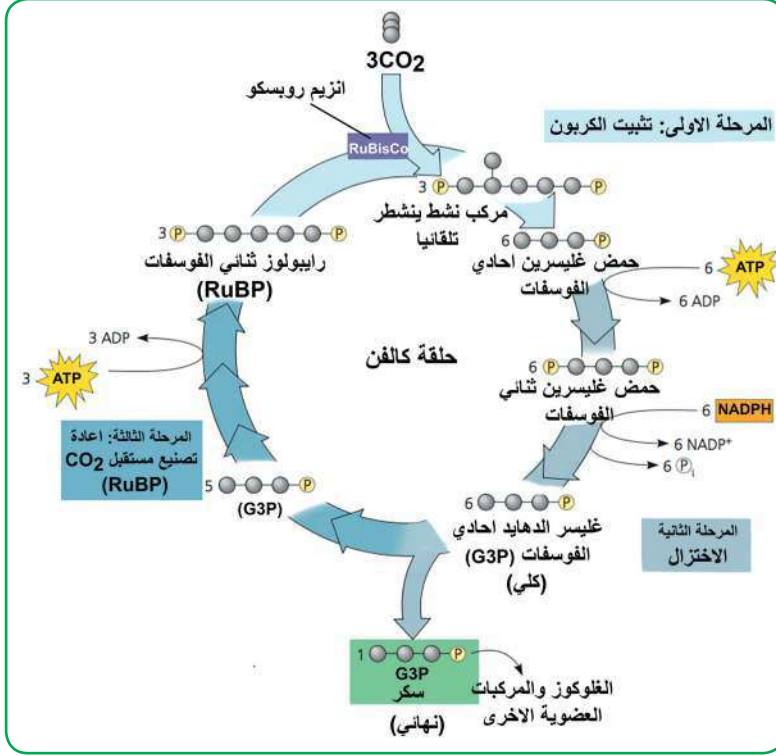 3CO2
انزيم روبسكو
RuBisCo
المرحلة الاولى: تثبيت الكربون
3 P P
مركب نشط ينشطر
تلقائيا
6 P
حمض غليسرين احادي
الفوسفات
6 ATP
6 ADP
6 P P
حمض غليسرين ثنائي
الفوسفات
6 NADPH
6 NADP+
6 Pi
6 P
غليسر الدهايد احادي
الفوسفات (G3P)
(كلي)
المرحلة الثانية
الاختزال
حلقة كالفن
3 P P
رايبولوز ثنائي الفوسفات
(RuBP)
3 ADP
3 ATP
المرحلة الثالثة: اعادة
تصنيع مستقبل CO2
(RuBP)
5 P
(G3P)
1 P
G3P
سكر
(نهائي)
الغلوكوز والمركبات
العضوية الاخرى